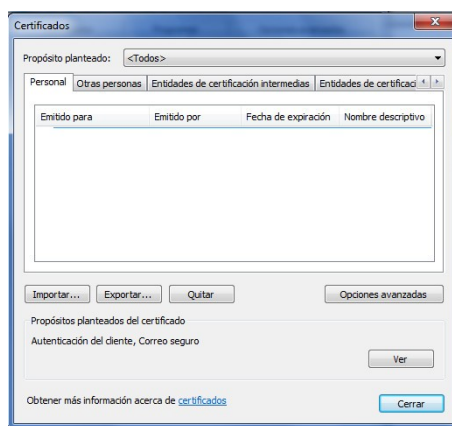 Certificados
Propósito planteado: <Todos>
Personal Otras personas Entidades de certificación intermedias Entidades de certificaci
Emitido para Emitido por Fecha de expiración Nombre descriptivo
Importar... Exportar... Quitar Opciones avanzadas
Propósitos planteados del certificado
Autenticación del cliente, Correo seguro
Ver
Obtener más información acerca de certificados
Cerrar